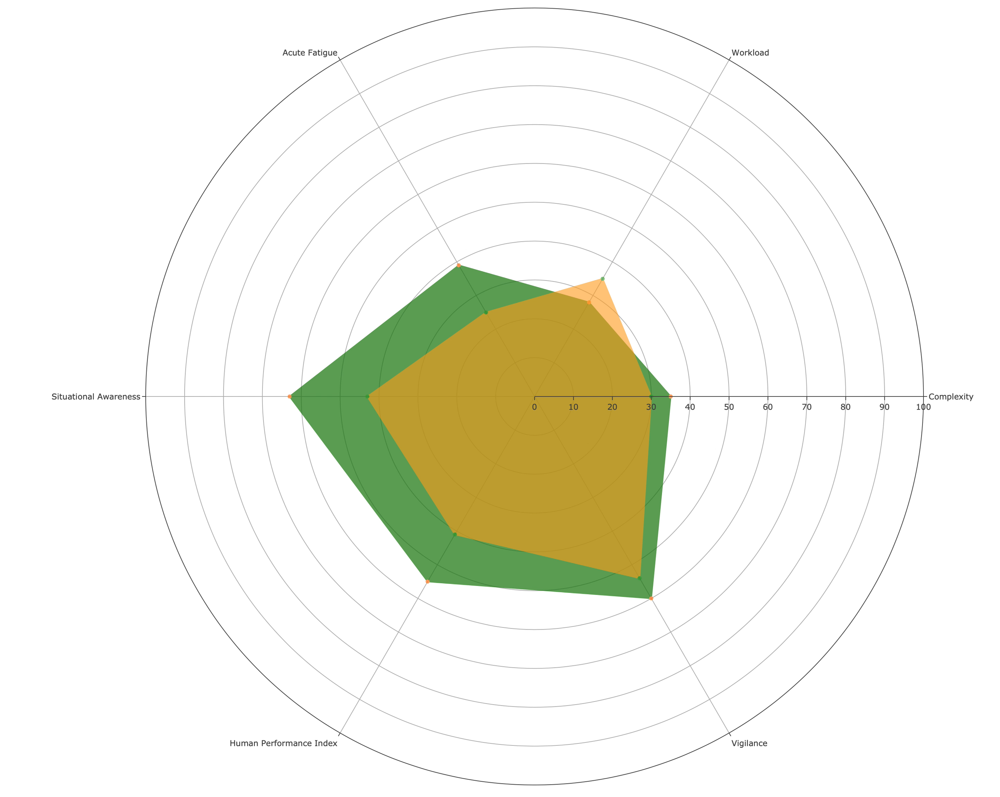 Acute Fatigue
Workload
Situational Awareness
Complexity
0 10 20 30 40 50 60 70 80 90 100
Human Performance Index
Vigilance